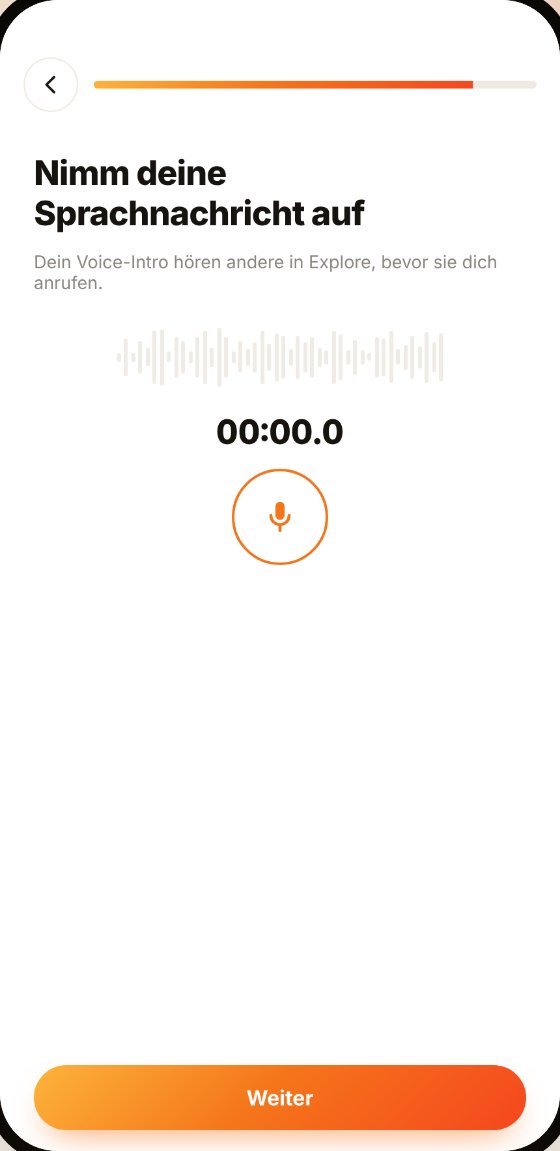 Nimm deine
Sprachnachricht auf
Dein Voice-Intro hören andere in Explore, bevor sie dich
anrufen.
00:00.0
Weiter